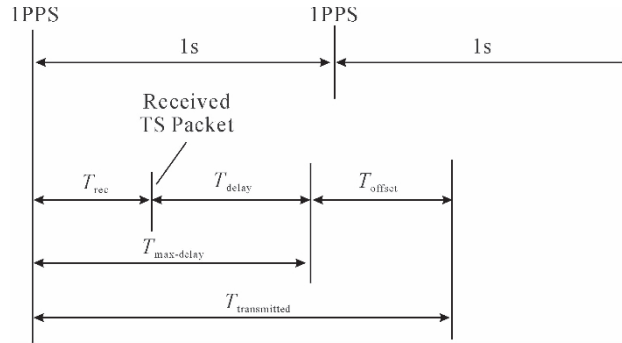 1PPS 1PPS
1s 1s
Received
TS Packet
T_rec T_delay T_offset
T_max-delay
T_transmitted